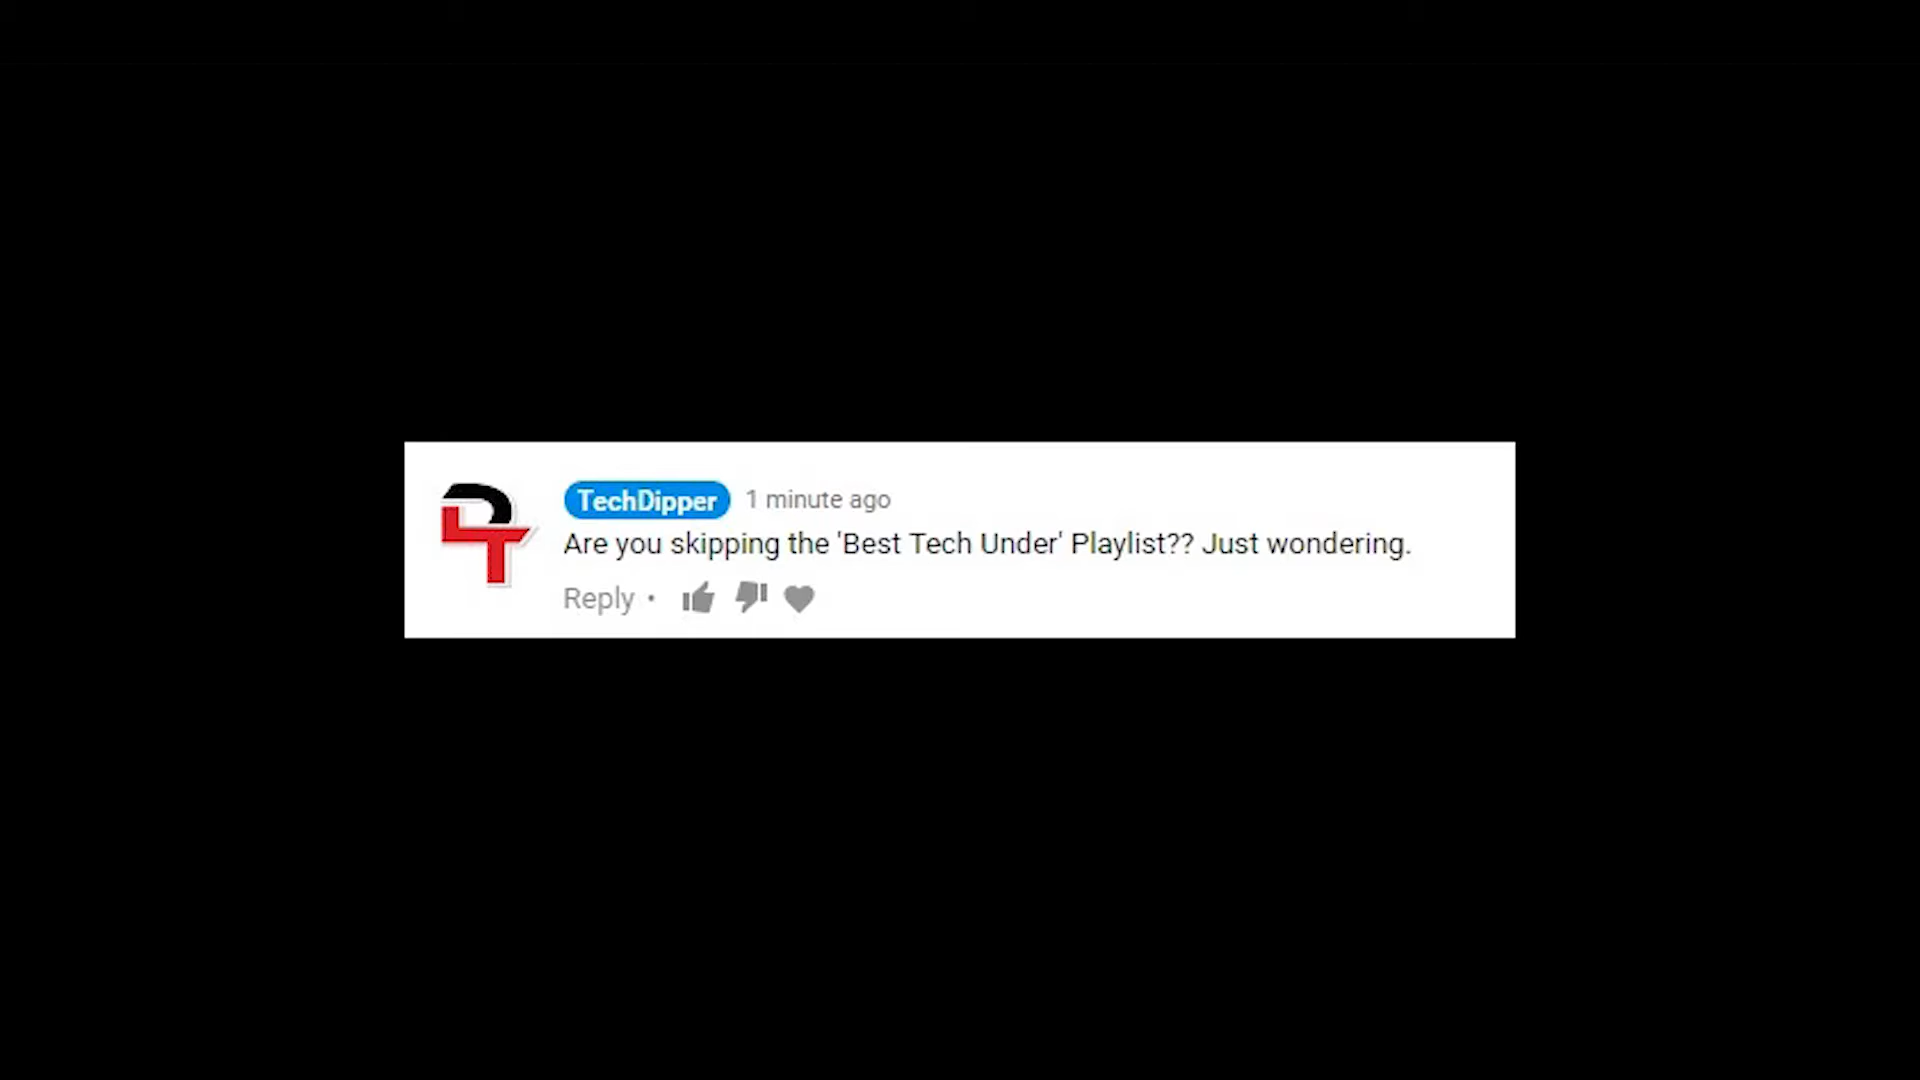 TechDipper 1 minute ago
Are you skipping the 'Best Tech Under' Playlist?? Just wondering.
Reply •